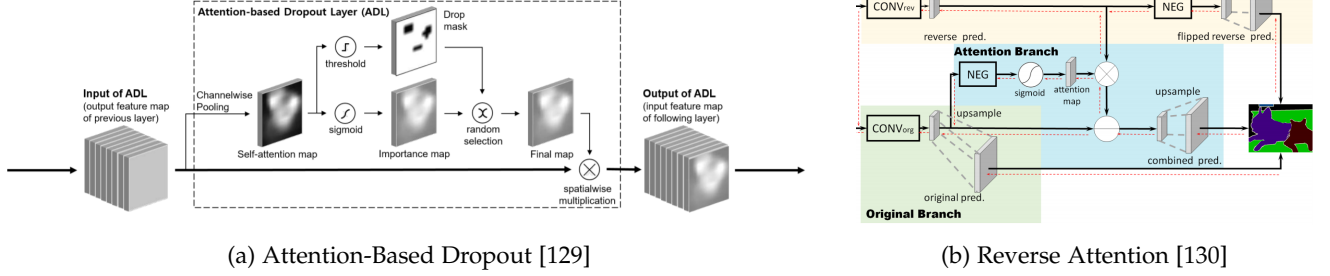 Attention-based Dropout Layer (ADL)
Drop
mask
threshold
Input of ADL
(output feature map
of previous layer)
Channelwise
Pooling
sigmoid
random
selection
Self-attention map
Importance map
Final map
spatialwise
multiplication
Output of ADL
(input feature map
of following layer)
(a) Attention-Based Dropout [129]
CONVrev
reverse pred.
NEG
flipped reverse pred.
Attention Branch
NEG
sigmoid
attention
map
upsample
CONVorg
upsample
combined pred.
original pred.
Original Branch
(b) Reverse Attention [130]